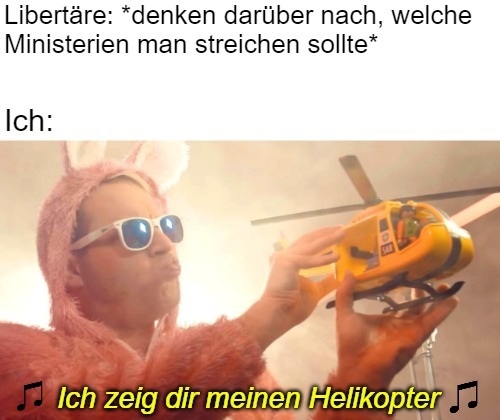 Libertäre: *denken darüber nach, welche
Ministerien man streichen sollte*
Ich:
♫ Ich zeig dir meinen Helikopter ♫